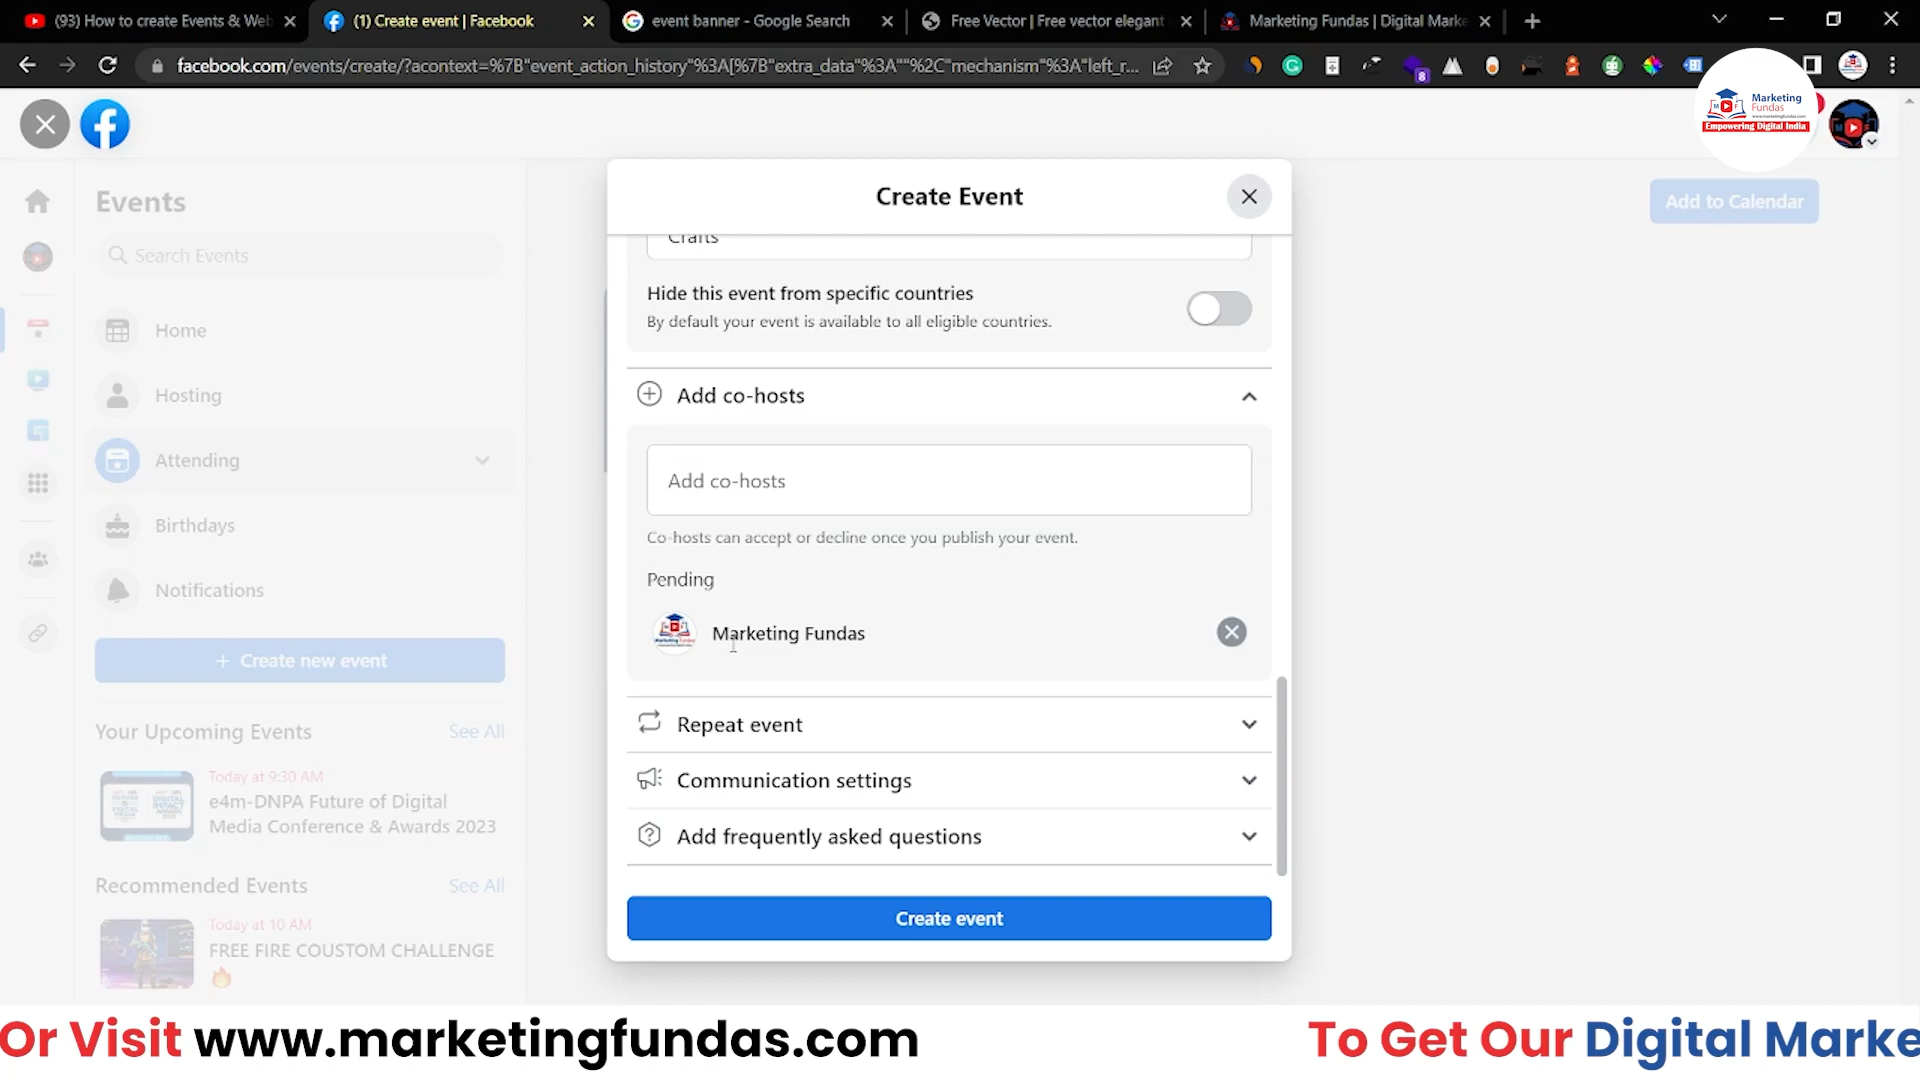 (93) How to create Events & Web
(1) Create event | Facebook
event banner - Google Search
Free Vector | Free vector elegant
Marketing Fundas | Digital Marke
facebook.com/events/create/?acontext=%7B"event_action_history"%3A[%7B"extra_data"%3A""%2C"mechanism"%3A"left_r...
8
Marketing
Fundas
www.marketingfundas.com
Empowering Digital India
Events
Search Events
Home
Hosting
Attending
Birthdays
Notifications
+ Create new event
Your Upcoming Events
See All
Today at 9:30 AM
e4m-DNPA Future of Digital
Media Conference & Awards 2023
Recommended Events
See All
Today at 10 AM
FREE FIRE COUSTOM CHALLENGE
🔥
Create Event
Crafts
Hide this event from specific countries
By default your event is available to all eligible countries.
Add co-hosts
Add co-hosts
Co-hosts can accept or decline once you publish your event.
Pending
Marketing Fundas
Repeat event
Communication settings
Add frequently asked questions
Create event
Add to Calendar
Or Visit www.marketingfundas.com
To Get Our Digital Marke